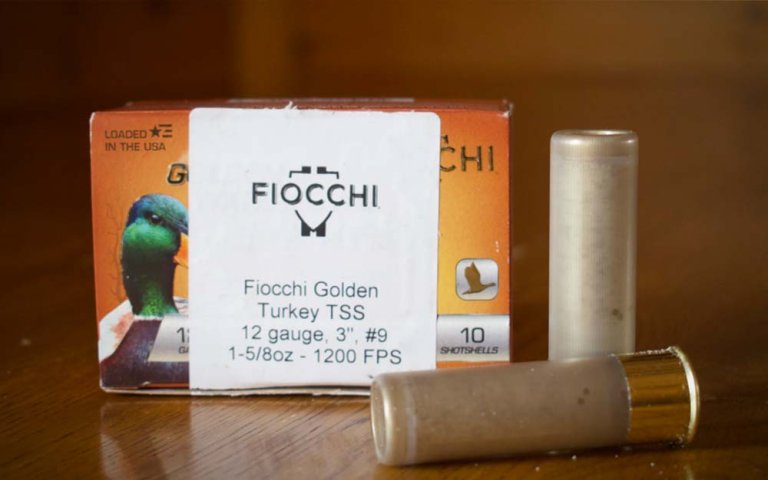 LOADED
IN THE USA
FIOCCHI
Fiocchi Golden
Turkey TSS
12 gauge, 3", #9
1-5/8oz - 1200 FPS
CHI
10
SHOTSHELLS